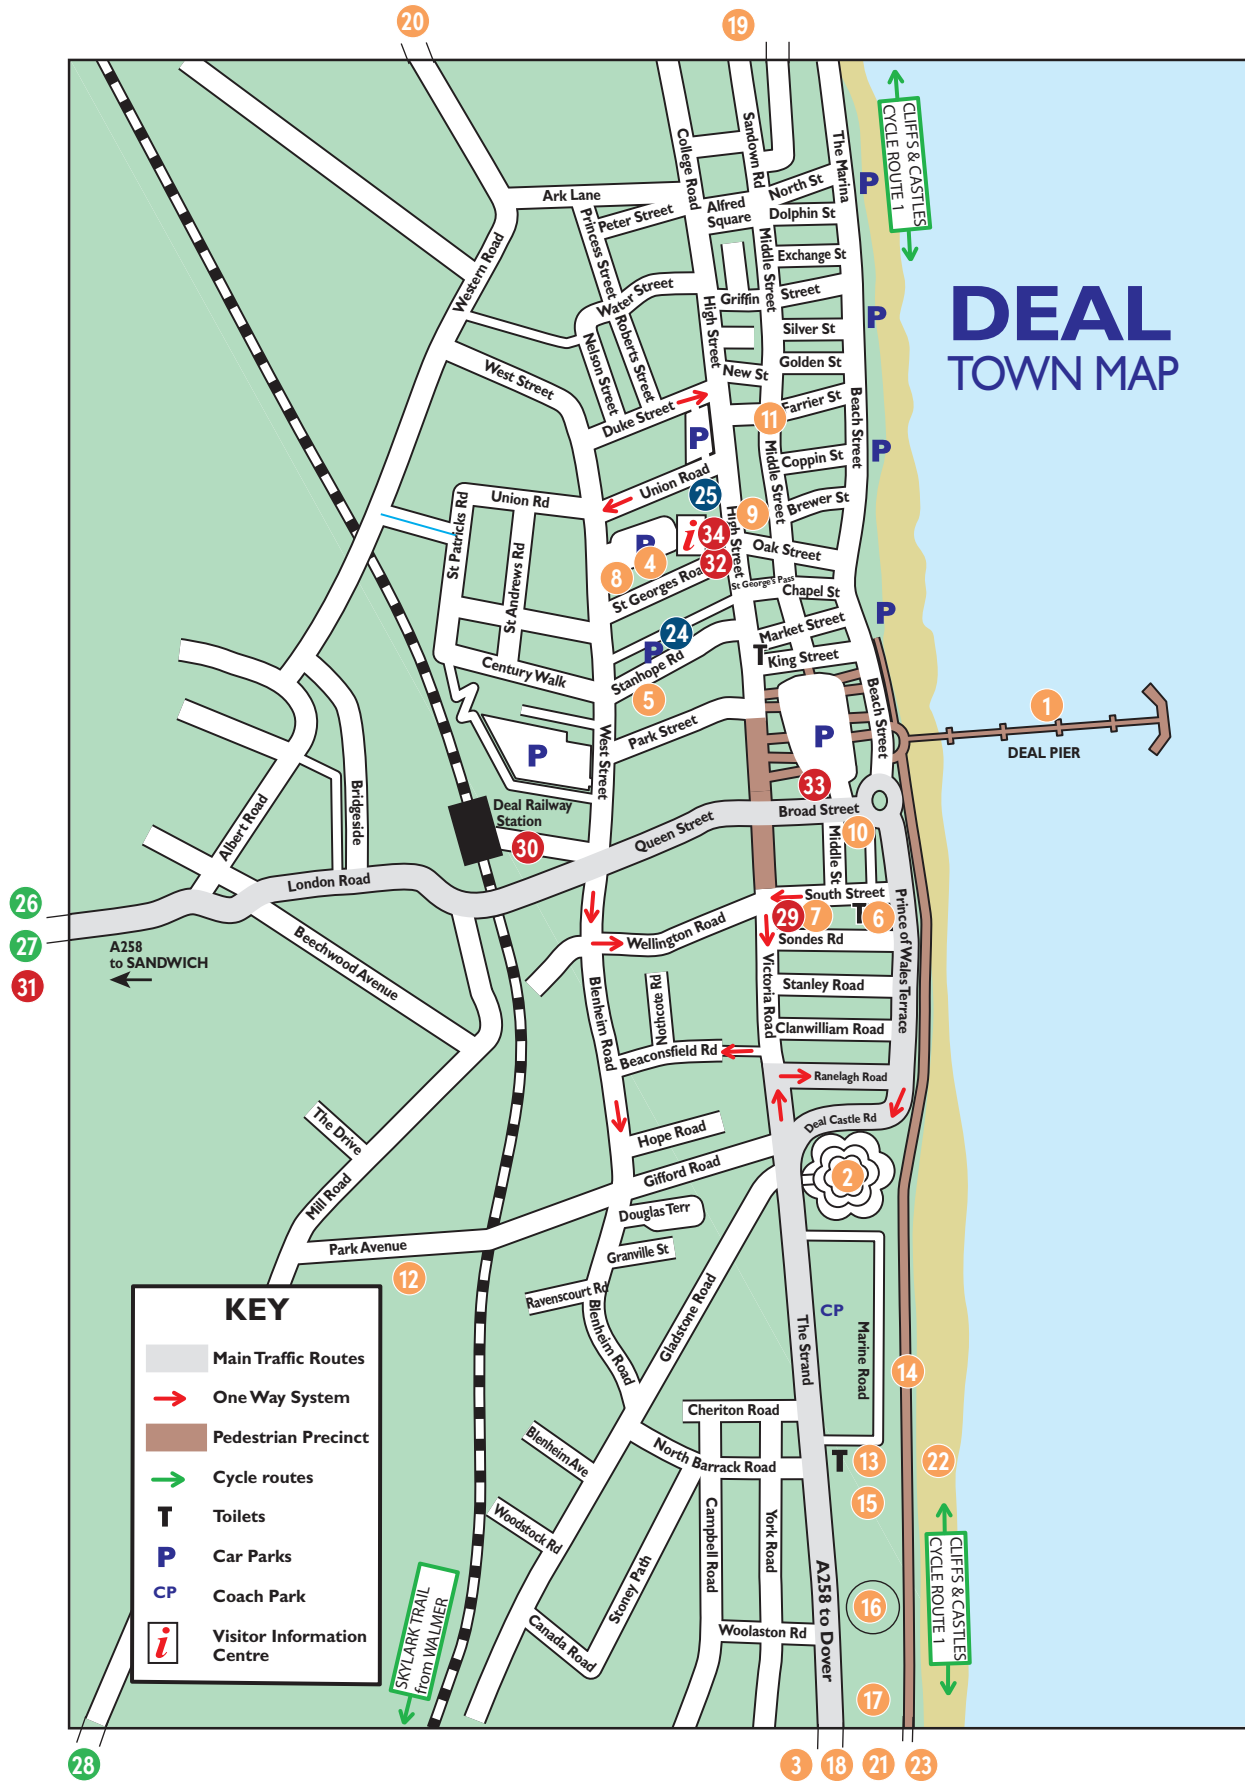 20
19
CLIFFS & CASTLES
CYCLE ROUTE 1
College Road
Sandown Rd
The Marina
P
Ark Lane
Peter Street
Princess Street
Alfred
Square
North St
Dolphin St
Middle Street
Exchange St
Western Road
Water Street
Griffin
Street
P
DEAL
TOWN MAP
High Street
Silver St
Roberts Street
Nelson Street
West Street
New St
Golden St
Duke Street
Farrier St
11
Beach Street
P
P
Middle Street
Coppin St
Union Road
25
Union Rd
St Patricks Rd
Brewer St
9
High Street
P
i
34
Oak Street
St Andrews Rd
4
32
8
St Georges Road
St George's Pass
Chapel St
P
24
Market Street
T
King Street
P
Stanhope Rd
Century Walk
5
Beach Street
1
DEAL PIER
West Street
Park Street
P
P
33
Bridgeside
Albert Road
Deal Railway
Station
30
Queen Street
Broad Street
10
Middle St
London Road
South Street
26
27
31
A258
to SANDWICH
29
7
T
6
Prince of Wales Terrace
Wellington Road
Sondes Rd
Beechwood Avenue
Victoria Road
Stanley Road
Blenheim Road
Nothcote Rd
Clanwilliam Road
Beaconsfield Rd
Ranelagh Road
The Drive
Hope Road
Deal Castle Rd
Gifford Road
2
Mill Road
Douglas Terr
Park Avenue
Granville St
12
Ravenscourt Rd
Blenheim Road
Gladstone Road
CP
The Strand
Marine Road
14
KEY
Main Traffic Routes
One Way System
Pedestrian Precinct
Cycle routes
T
Toilets
P
Car Parks
CP
Coach Park
i
Visitor Information
Centre
Cheriton Road
Blenheim Ave
North Barrack Road
T
13
22
15
Woodstock Rd
Campbell Road
York Road
CLIFFS & CASTLES
CYCLE ROUTE 1
SKYLARK TRAIL
from WALMER
Stoney Path
A258 to Dover
16
Canada Road
Woolaston Rd
17
28
3
18
21
23